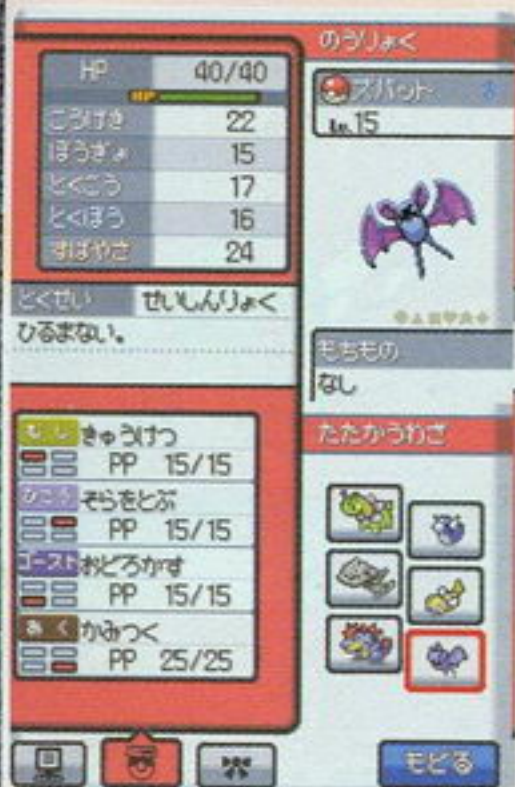 のうりょく
HP 40/40
HP
こうげき 22
ぼうぎょ 15
とくこう 17
とくぼう 16
すばやさ 24
ズバット ♂
Lv.15
とくせい せいしんりょく
ひるまない。
もちもの
なし
むし きゅうけつ
PP 15/15
ひこう そらをとぶ
PP 15/15
ゴースト おどろかす
PP 15/15
あく かみつく
PP 25/25
たたかうわざ
もどる